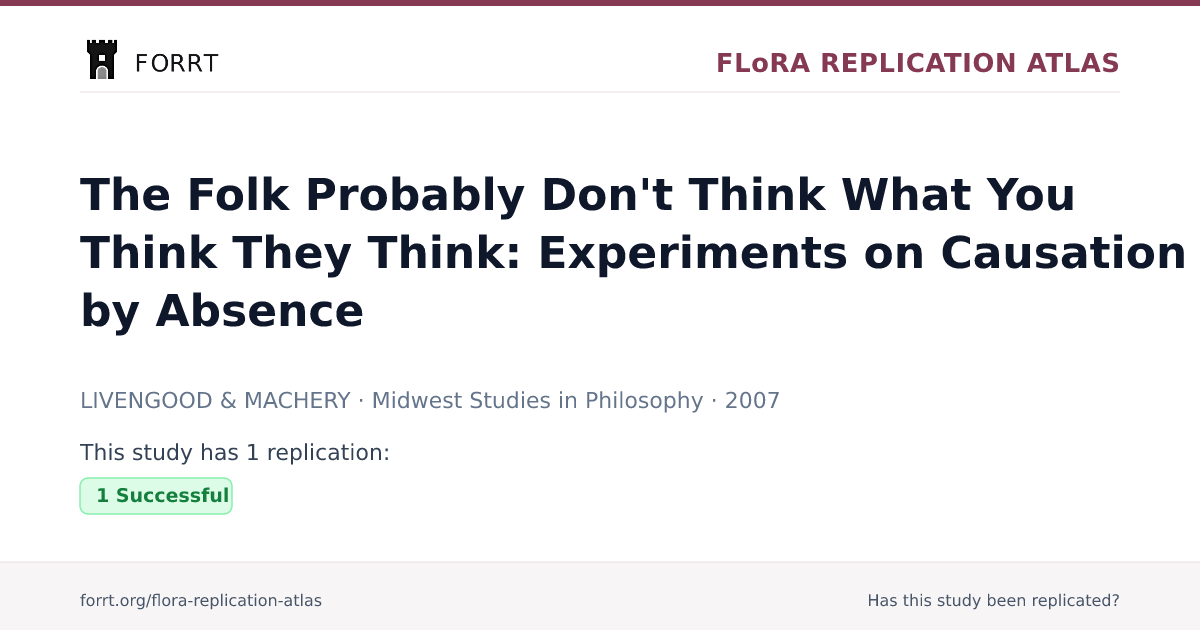 FORRT
FLoRA REPLICATION ATLAS
The Folk Probably Don't Think What You
Think They Think: Experiments on Causation
by Absence
LIVENGOOD & MACHERY · Midwest Studies in Philosophy · 2007
This study has 1 replication:
1 Successful
forrt.org/flora-replication-atlas
Has this study been replicated?